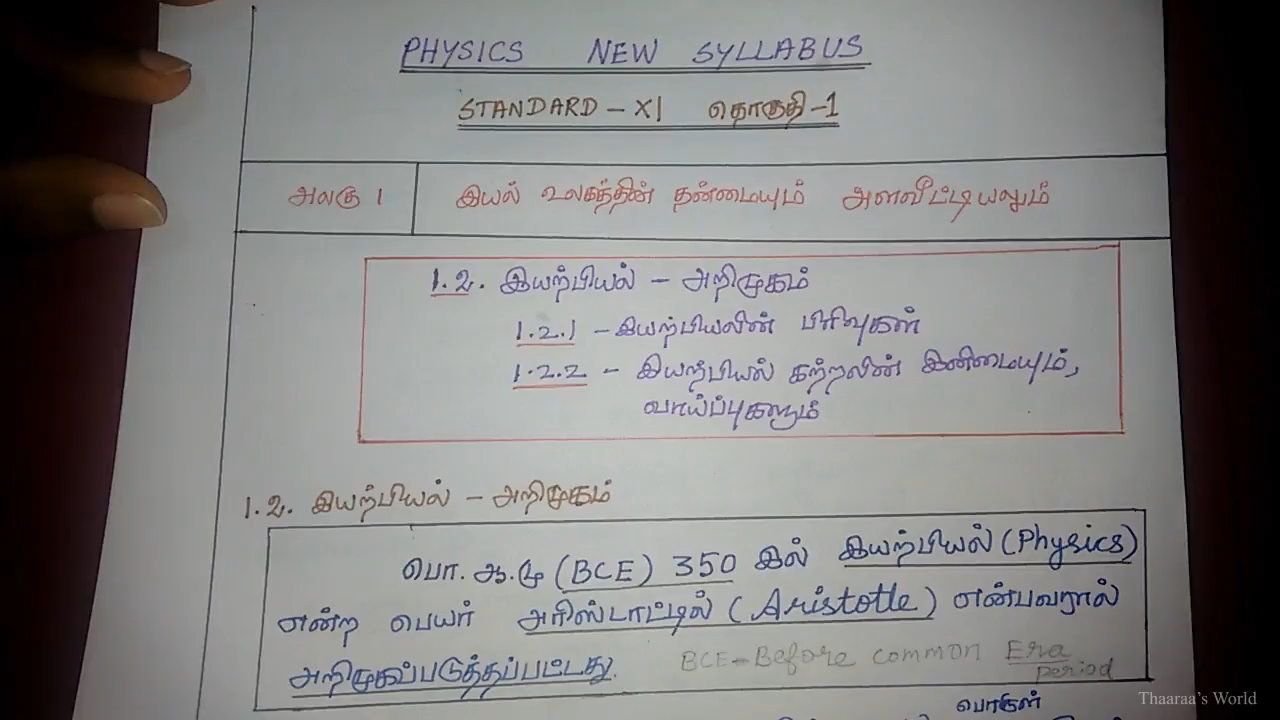 PHYSICS NEW SYLLABUS
STANDARD - XI தொகுதி-1
அலகு 1 இயல் உலகத்தின் தன்மையும் அளவீட்டியலும்
1.2. இயற்பியல் - அறிமுகம்
1.2.1 - இயற்பியலின் பிரிவுகள்
1.2.2 - இயற்பியல் கற்றலின் இனிமையும்,
வாய்ப்புகளும்
1.2. இயற்பியல் - அறிமுகம்
பொ.ஆ.மு (BCE) 350 இல் இயற்பியல் (Physics)
என்ற பெயர் அரிஸ்டாட்டில் (Aristotle) என்பவரால்
அறிமுகப்படுத்தப்பட்டது.
BCE - Before common Era
period
பொருள்
Thaaraa's World